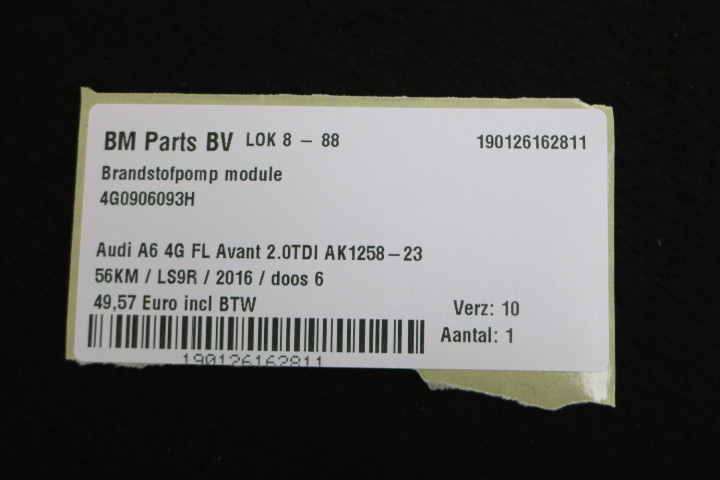 BM Parts BV LOK 8 - 88 190126162811
Brandstofpomp module
4G0906093H
Audi A6 4G FL Avant 2.0TDI AK1258-23
56KM / LS9R / 2016 / doos 6
49,57 Euro incl BTW Verz: 10
Aantal: 1
190126162811